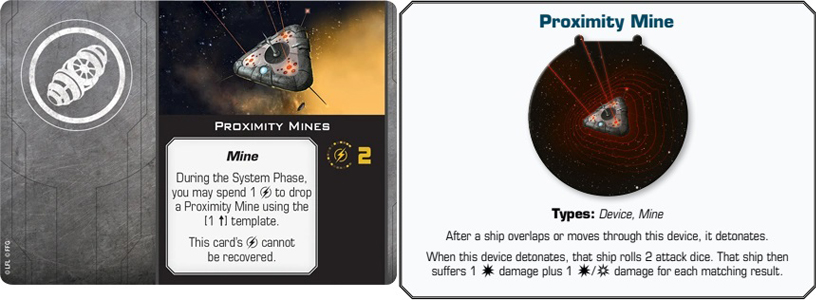 PROXIMITY MINES
2
Mine
During the System Phase,
you may spend 1 to drop
a Proximity Mine using the
[1 ⬆] template.
This card's cannot
be recovered.
©LFL ©FFG
Proximity Mine
Types: Device, Mine
After a ship overlaps or moves through this device, it detonates.
When this device detonates, that ship rolls 2 attack dice. That ship then
suffers 1 damage plus 1 / damage for each matching result.